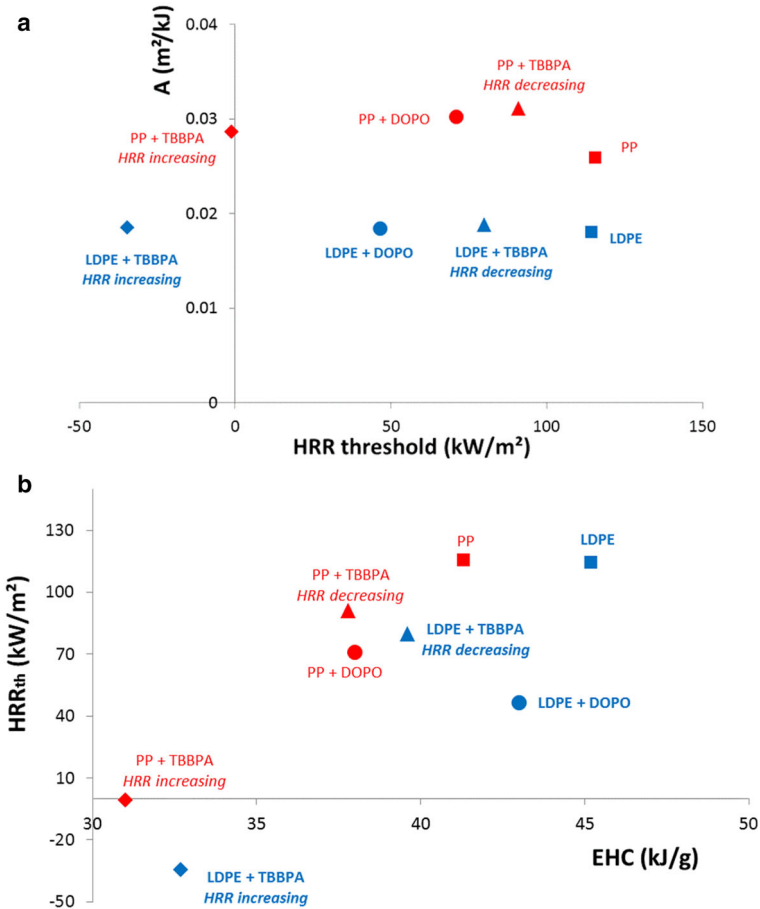 a
A (m²/kJ)
0.04
PP + TBBPA
HRR decreasing
0.03
PP + DOPO
PP + TBBPA
HRR increasing
PP
0.02
LDPE + TBBPA
HRR increasing
LDPE + DOPO
LDPE + TBBPA
HRR decreasing
LDPE
0.01
0
-50
0
50
100
150
HRR threshold (kW/m²)
b
HRRth (kW/m²)
130
PP
LDPE
100
PP + TBBPA
HRR decreasing
LDPE + TBBPA
HRR decreasing
70
PP + DOPO
40
LDPE + DOPO
PP + TBBPA
HRR increasing
10
30
35
40
45
50
-20
EHC (kJ/g)
LDPE + TBBPA
HRR increasing
-50